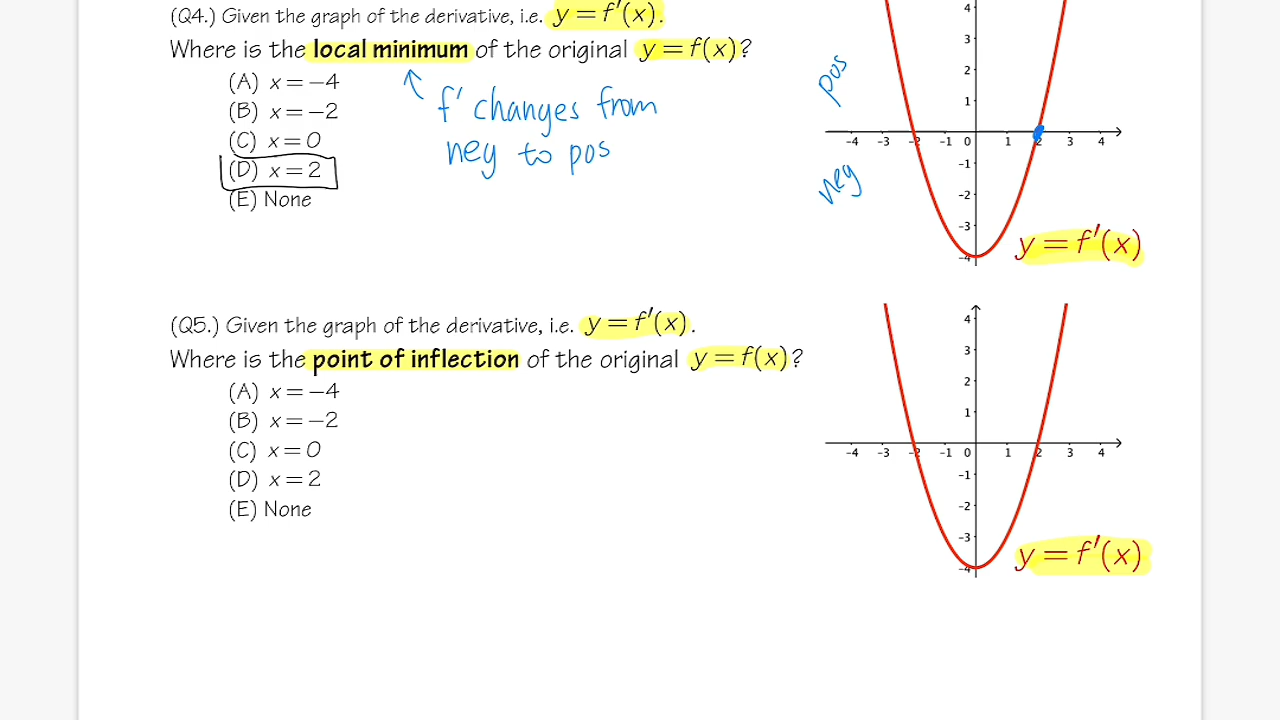 (Q4.) Given the graph of the derivative, i.e. y = f'(x).
Where is the local minimum of the original y = f(x)?
(A) x = −4
(B) x = −2
(C) x = 0
(D) x = 2
(E) None
f' changes from
neg to pos
pos
neg
4
3
2
1
-4 -3 -2 -1 0 1 2 3 4
-1
-2
-3
-4
y = f'(x)
(Q5.) Given the graph of the derivative, i.e. y = f'(x).
Where is the point of inflection of the original y = f(x)?
(A) x = −4
(B) x = −2
(C) x = 0
(D) x = 2
(E) None
4
3
2
1
-4 -3 -2 -1 0 1 2 3 4
-1
-2
-3
-4
y = f'(x)